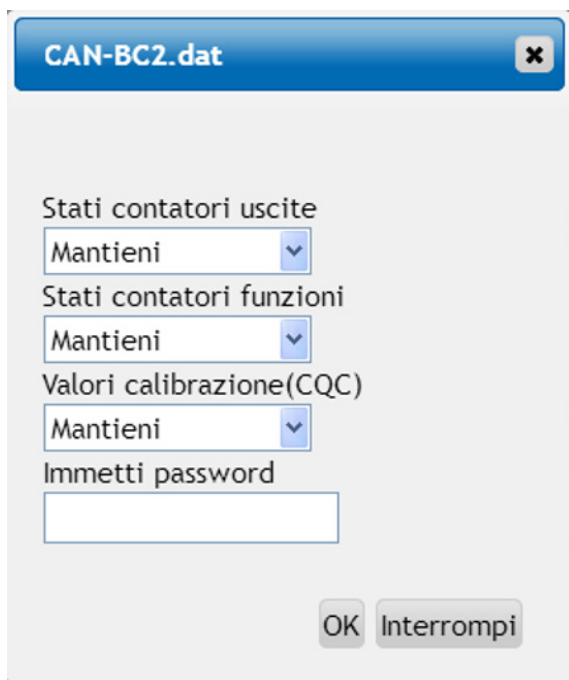 CAN-BC2.dat
Stati contatori uscite
Mantieni
Stati contatori funzioni
Mantieni
Valori calibrazione(CQC)
Mantieni
Immetti password
OK Interrompi